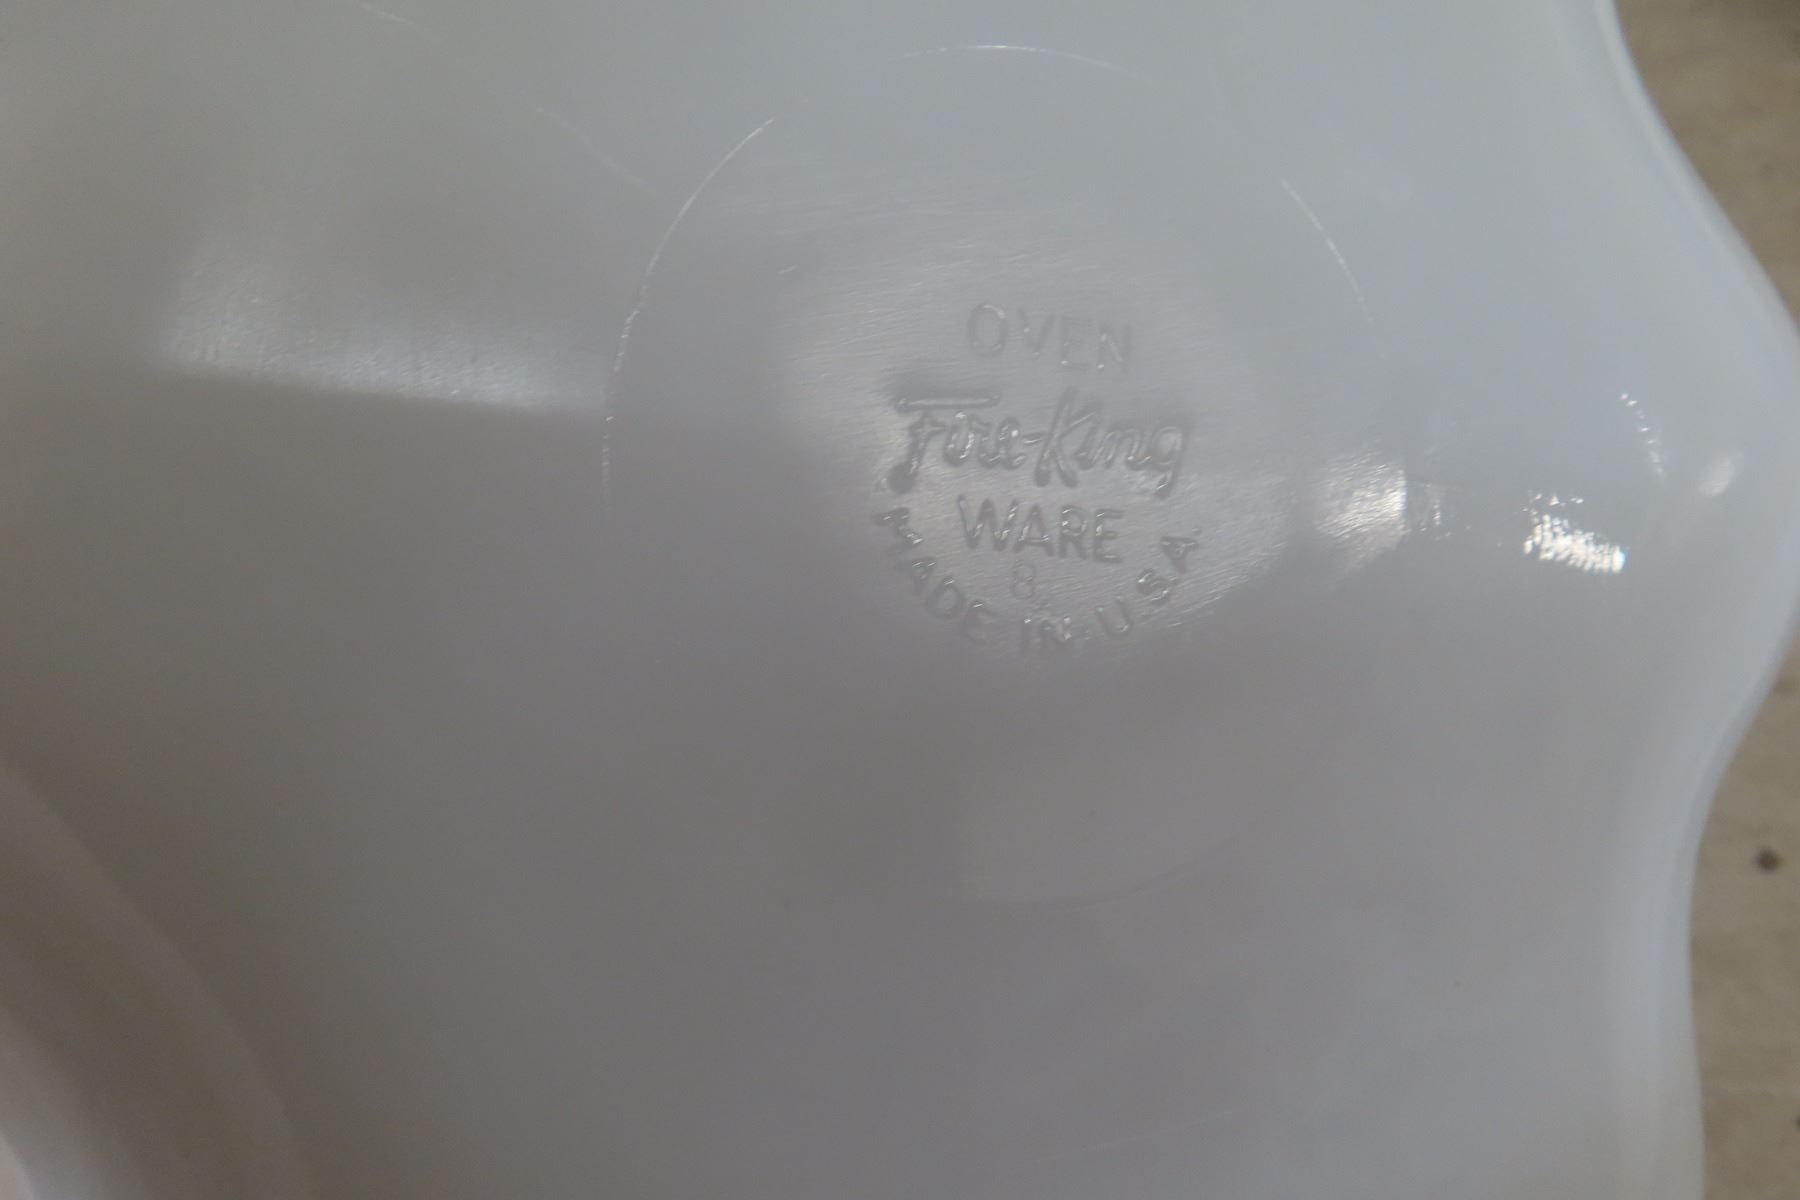 OVEN
Fire-King
WARE
8
MADE IN U.S.A.